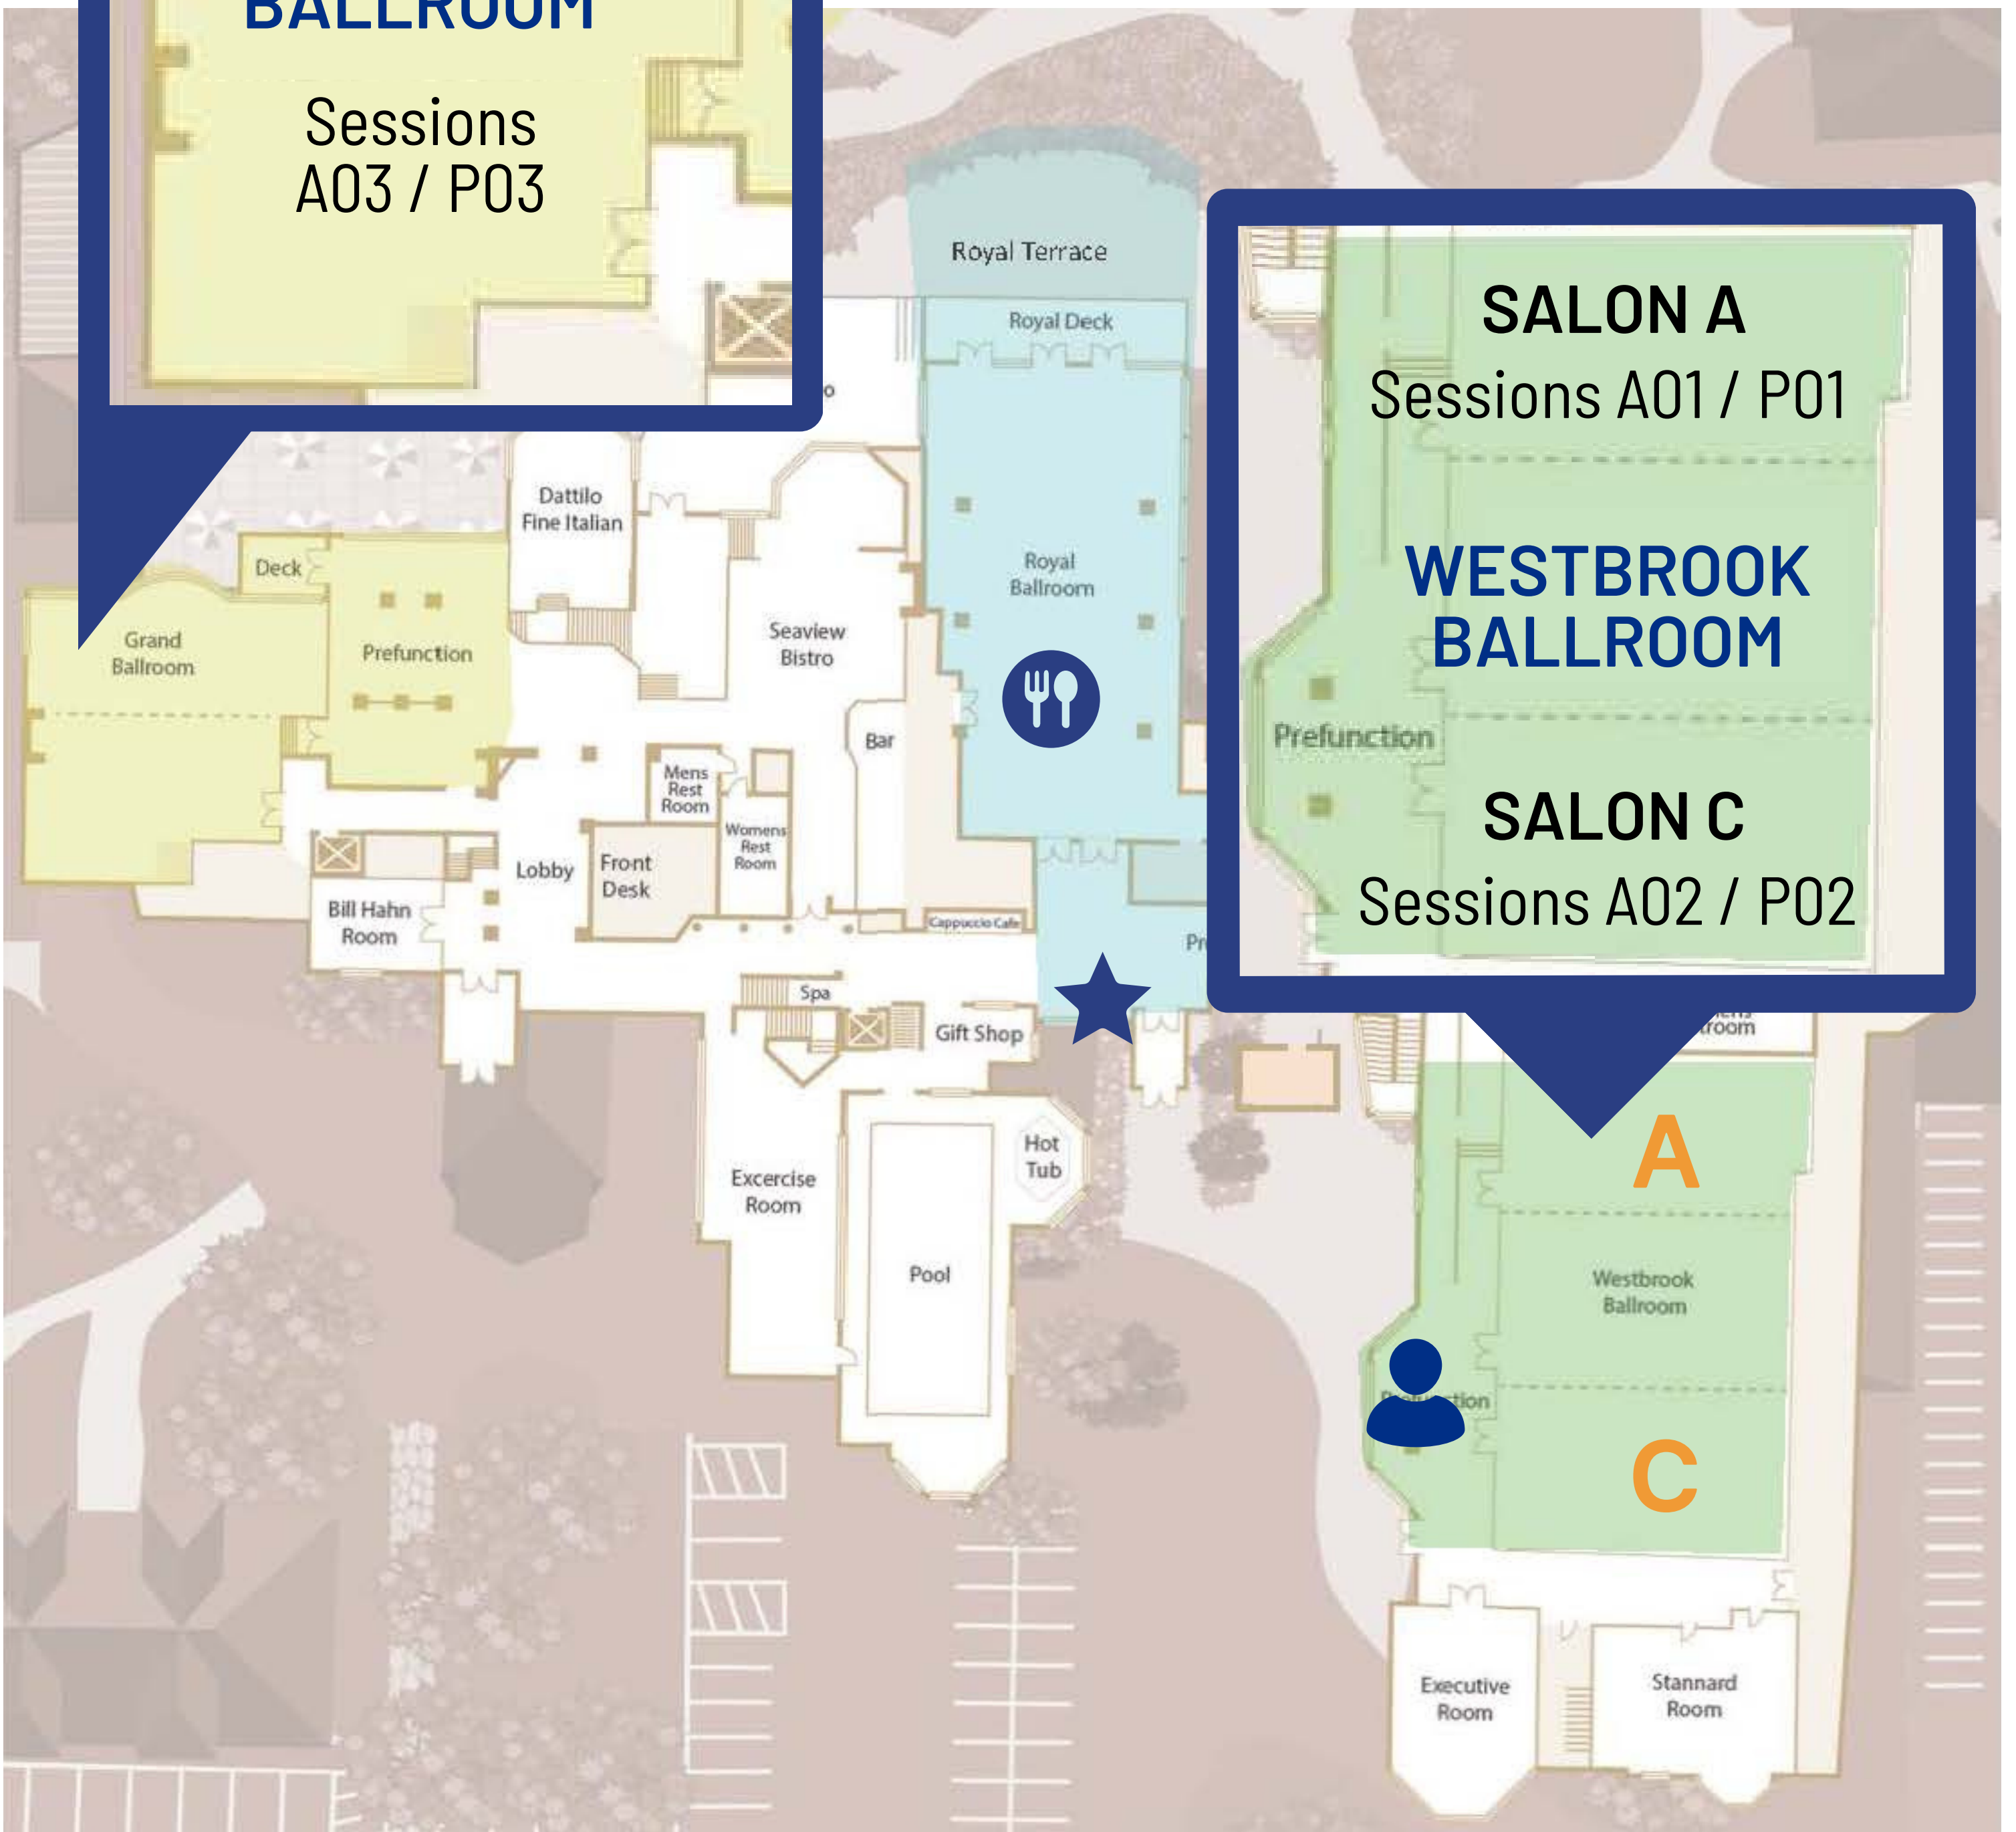 BALLROOM
Sessions
A03 / P03
Royal Terrace
Royal Deck
SALON A
Sessions A01 / P01
WESTBROOK
BALLROOM
Prefunction
SALON C
Sessions A02 / P02
Dattilo
Fine Italian
Deck
Grand
Ballroom
Prefunction
Royal
Ballroom
Seaview
Bistro
Bar
Mens
Rest
Room
Womens
Rest
Room
Lobby
Front
Desk
Bill Hahn
Room
Cappuccio Cafe
Spa
Gift Shop
Hot
Tub
Excercise
Room
Pool
A
Westbrook
Ballroom
C
Executive
Room
Stannard
Room